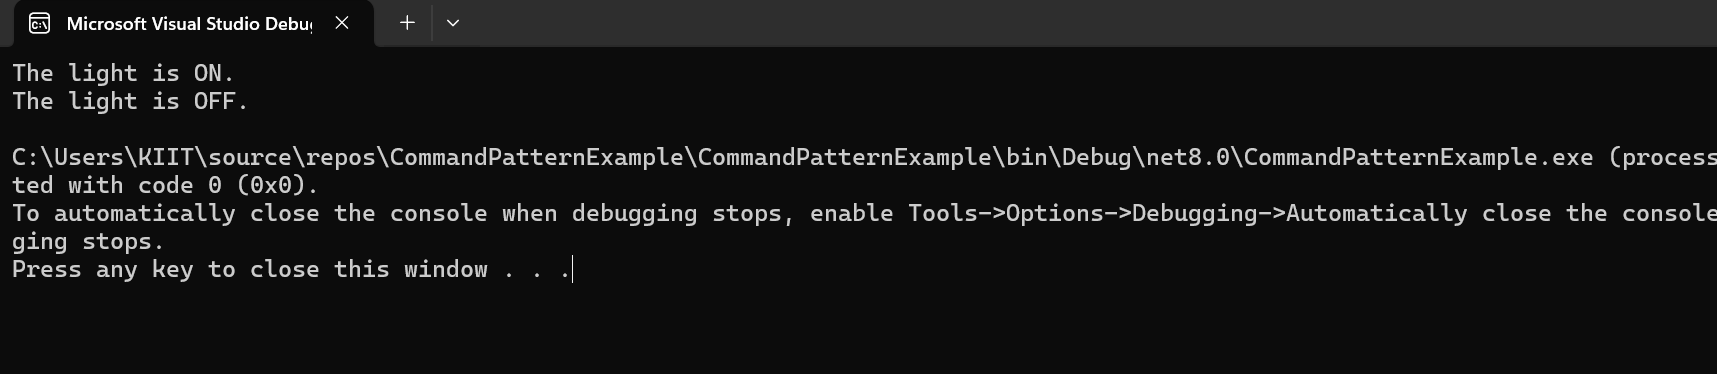 Microsoft Visual Studio Debu
The light is ON.
The light is OFF.
C:\Users\KIIT\source\repos\CommandPatternExample\CommandPatternExample\bin\Debug\net8.0\CommandPatternExample.exe (process
ted with code 0 (0x0).
To automatically close the console when debugging stops, enable Tools->Options->Debugging->Automatically close the console
ging stops.
Press any key to close this window . . .